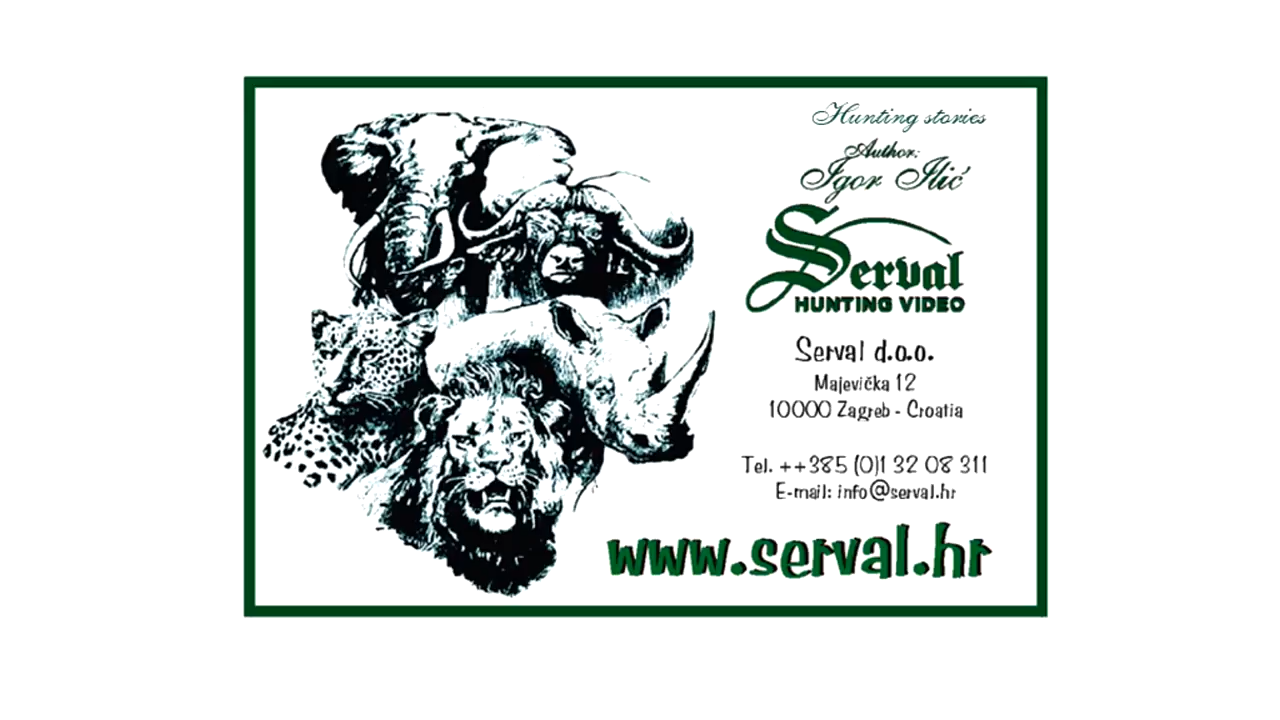 Hunting stories
Author:
Igor Ilić
Serval
HUNTING VIDEO
Serval d.o.o.
Majevička 12
10000 Zagreb - Croatia
Tel. ++385 (0)1 32 08 311
E-mail: info@serval.hr
www.serval.hr